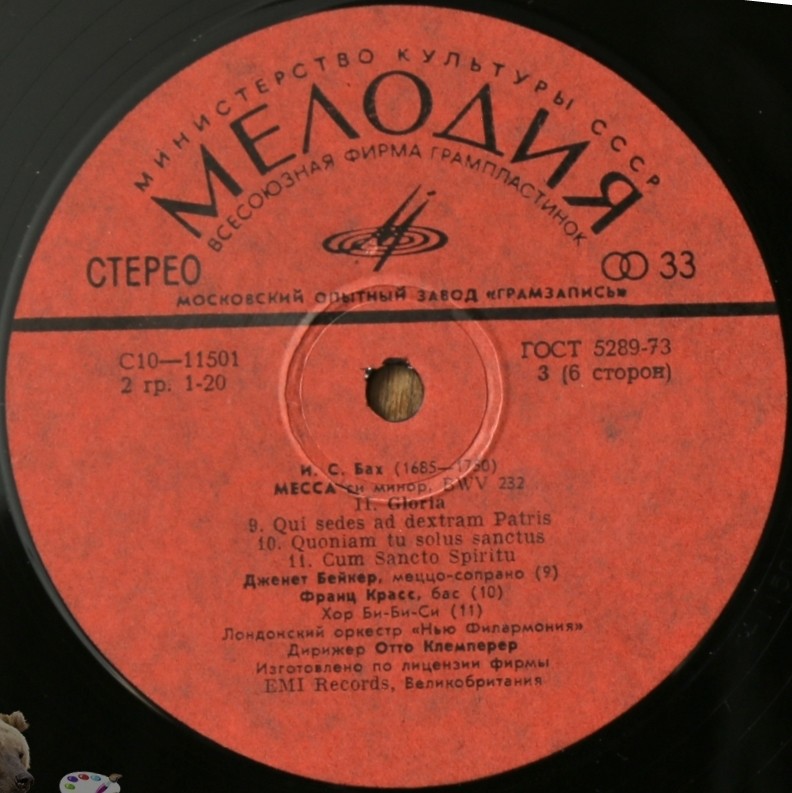 МИНИСТЕРСТВО КУЛЬТУРЫ СССР
МЕЛОДИЯ
ВСЕСОЮЗНАЯ ФИРМА ГРАМПЛАСТИНОК
СТЕРЕО
33
МОСКОВСКИЙ ОПЫТНЫЙ ЗАВОД «ГРАМЗАПИСЬ»
С10—11501
2 гр. 1-20
ГОСТ 5289-73
3 (6 сторон)
И. С. Бах (1685—1750)
МЕССА си минор, BWV 232
11. Gloria
9. Qui sedes ad dextram Patris
10. Quoniam tu solus sanctus
11. Cum Sancto Spiritu
Дженет Бейкер, меццо-сопрано (9)
Франц Красс, бас (10)
Хор Би-Би-Си (11)
Лондонский оркестр «Нью Филармония»
Дирижер Отто Клемперер
Изготовлено по лицензии фирмы
EMI Records, Великобритания